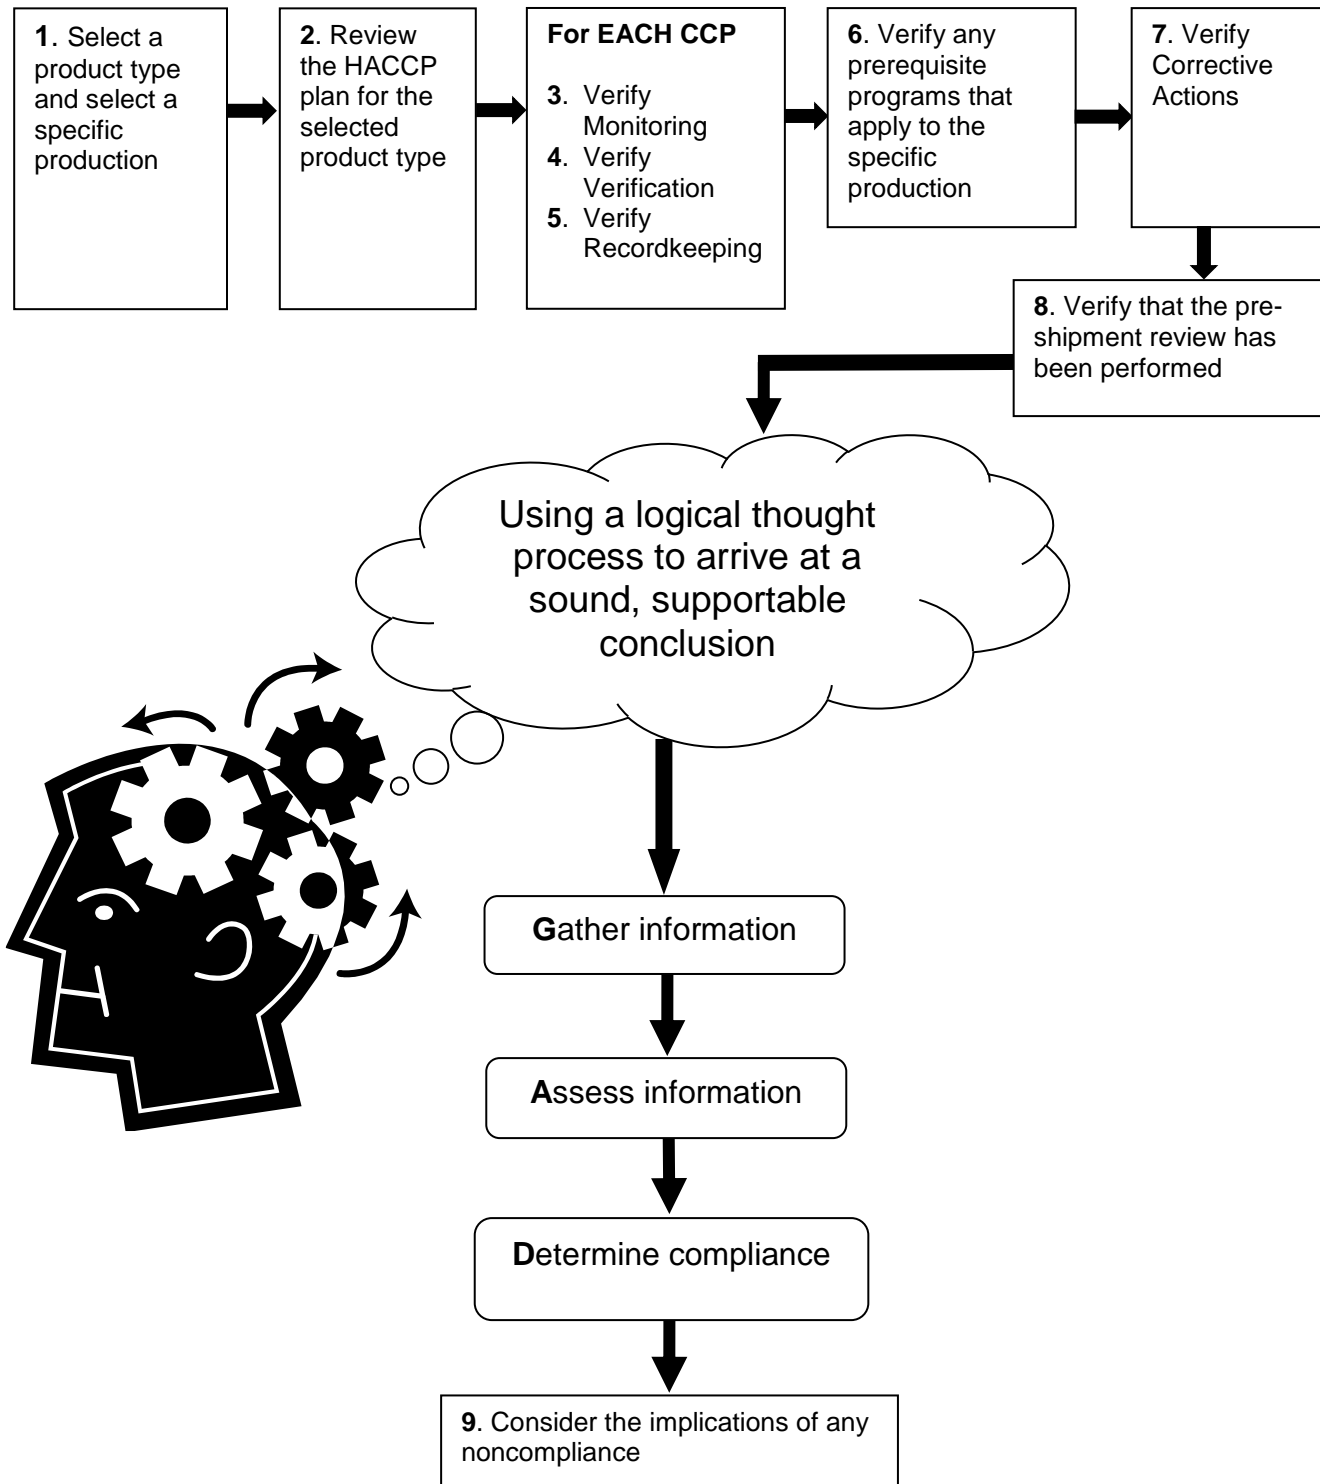 1. Select a
product type
and select a
specific
production
2. Review
the HACCP
plan for the
selected
product type
For EACH CCP
3. Verify
Monitoring
4. Verify
Verification
5. Verify
Recordkeeping
6. Verify any
prerequisite
programs that
apply to the
specific
production
7. Verify
Corrective
Actions
8. Verify that the pre-
shipment review has
been performed
Using a logical thought
process to arrive at a
sound, supportable
conclusion
Gather information
Assess information
Determine compliance
9. Consider the implications of any
noncompliance